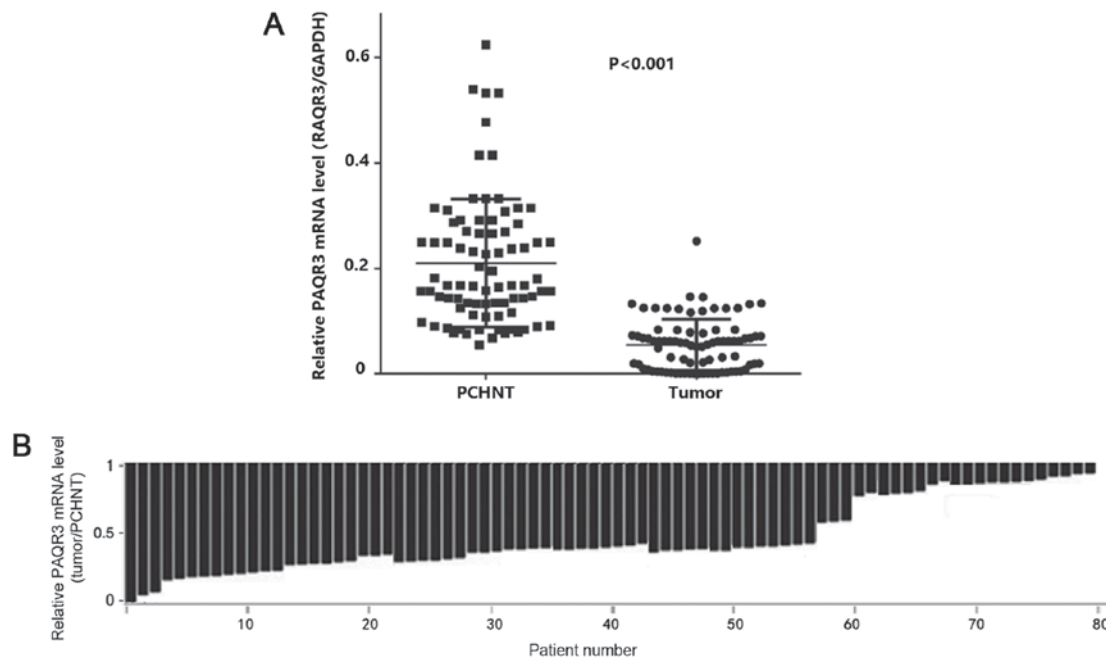 A
Relative PAQR3 mRNA level (RAQR3/GAPDH)
P<0.001
0.6
0.4
0.2
0
PCHNT
Tumor
B
Relative PAQR3 mRNA level
(tumor/PCHNT)
1
0.5
0
10
20
30
40
50
60
70
80
Patient number